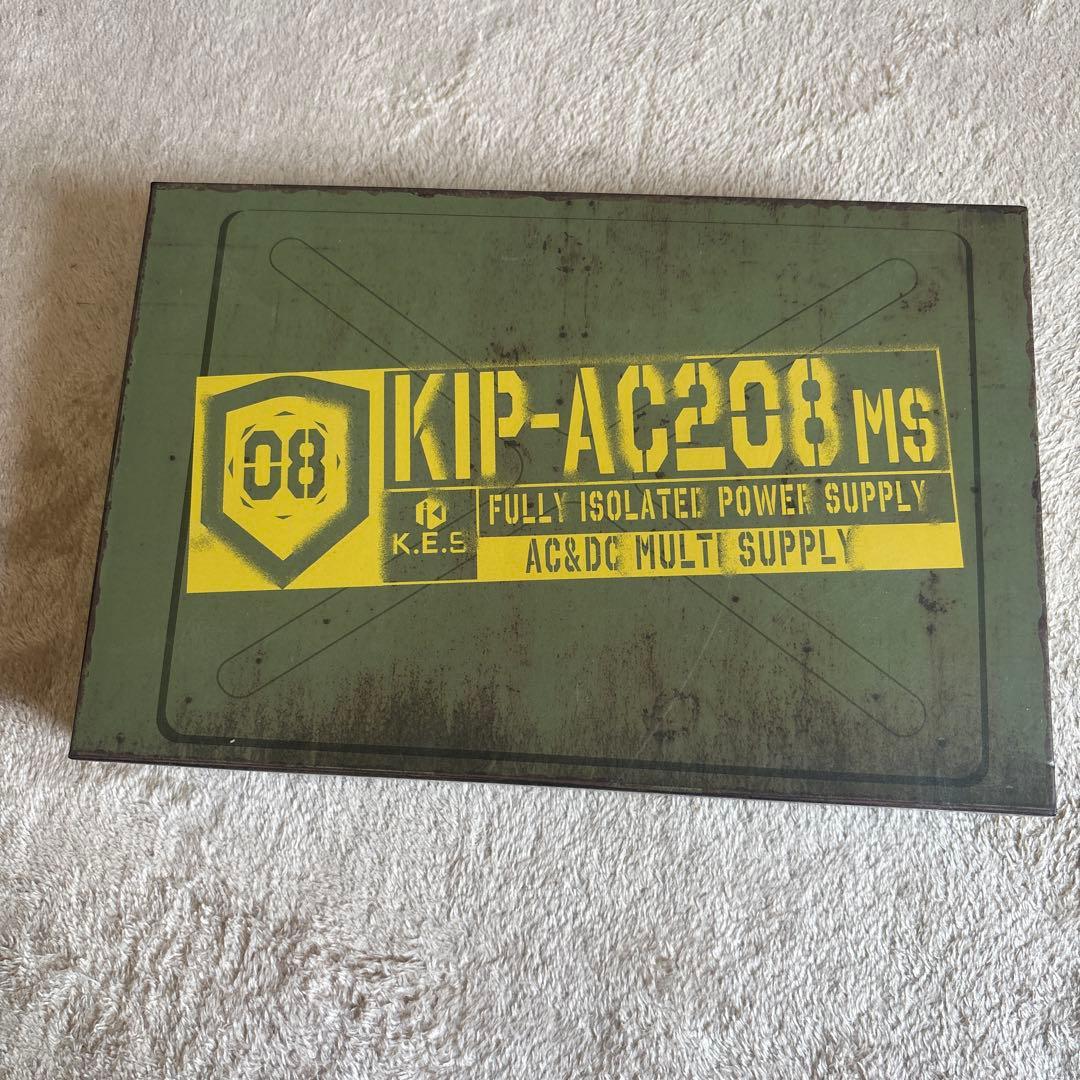 08
KIP-AC208 MS
K.E.S
FULLY ISOLATED POWER SUPPLY
AC&DC MULTI SUPPLY